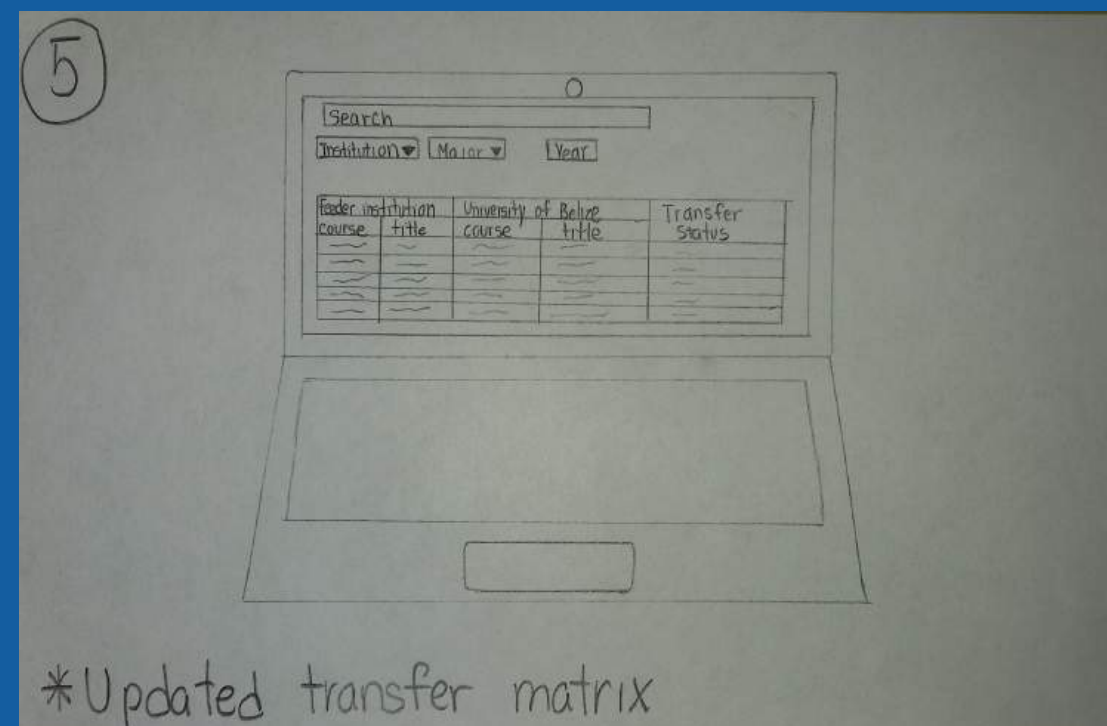 5
Search
Institution▼ Major▼ Year
Feeder institution University of Belize Transfer
course title course title Status
*Updated transfer matrix